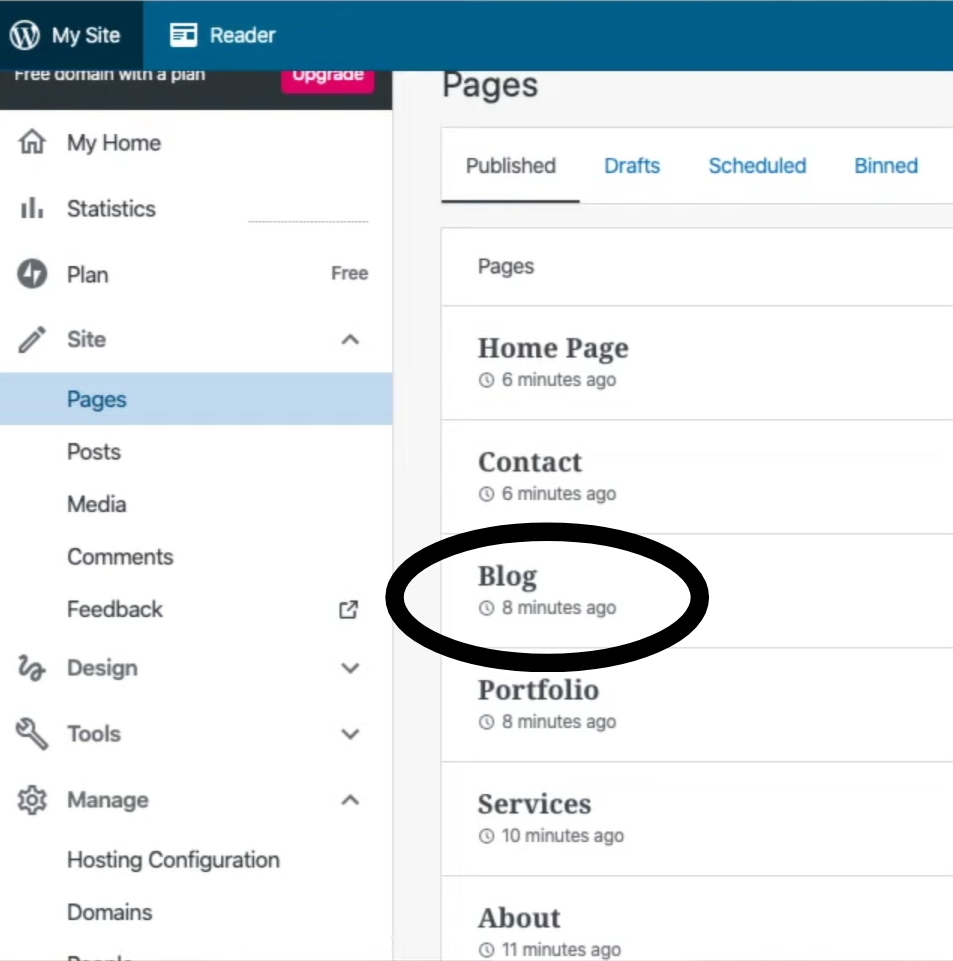 My Site
Reader
Free domain with a plan
Upgrade
My Home
Statistics
Plan
Free
Site
Pages
Posts
Media
Comments
Feedback
Design
Tools
Manage
Hosting Configuration
Domains
Pages
Published
Drafts
Scheduled
Binned
Pages
Home Page
6 minutes ago
Contact
6 minutes ago
Blog
8 minutes ago
Portfolio
8 minutes ago
Services
10 minutes ago
About
11 minutes ago